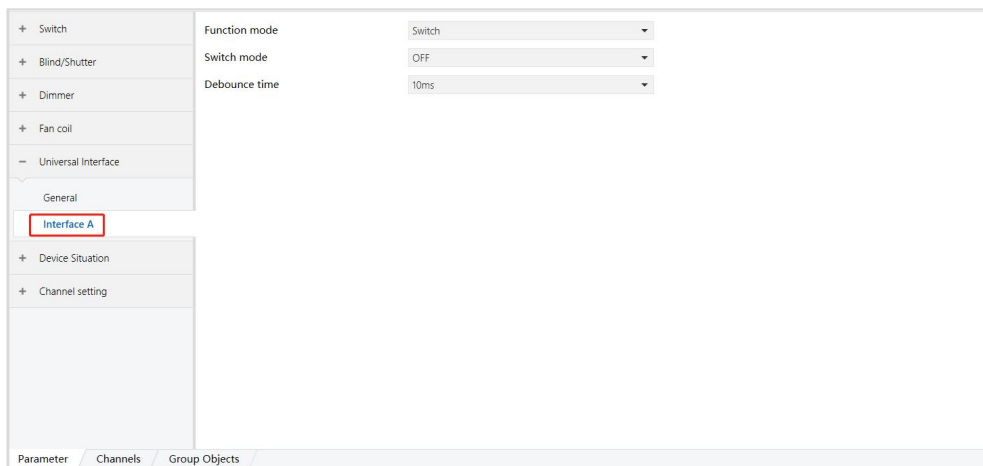 + Switch
+ Blind/Shutter
+ Dimmer
+ Fan coil
− Universal Interface
General
Interface A
+ Device Situation
+ Channel setting
Function mode Switch
Switch mode OFF
Debounce time 10ms
Parameter Channels Group Objects